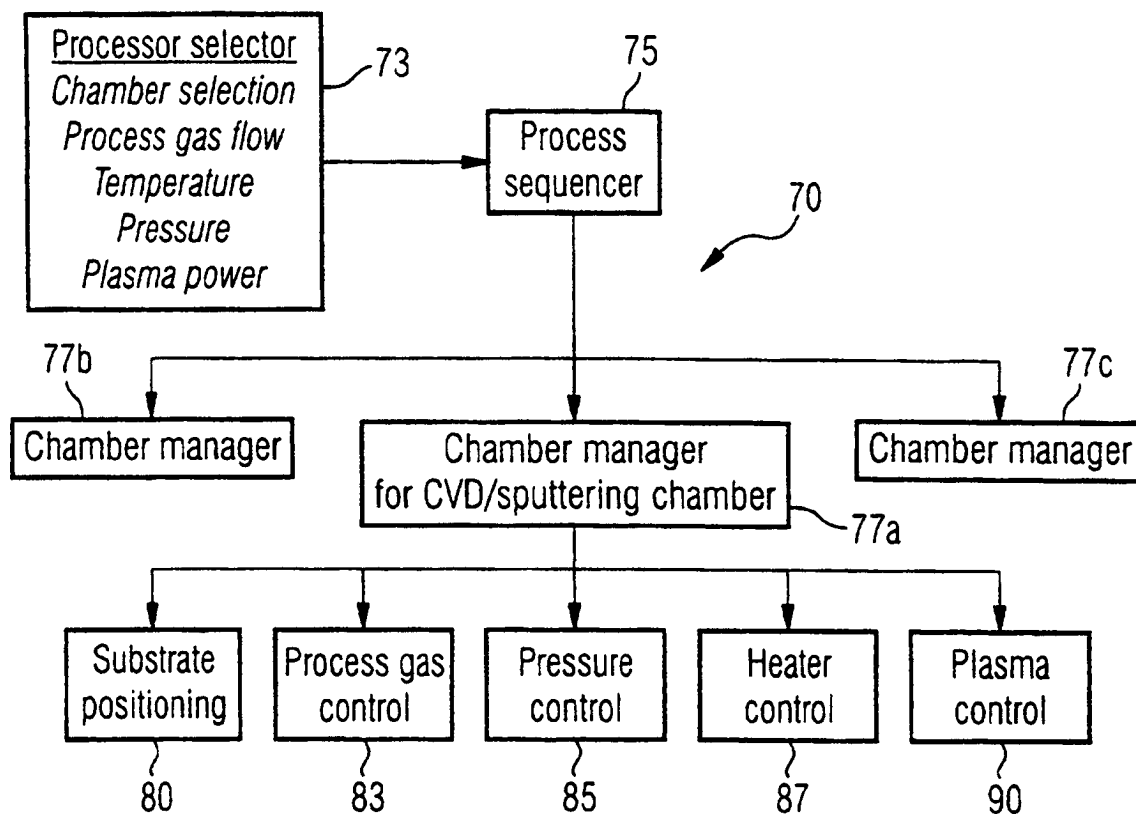 Processor selector
Chamber selection
Process gas flow
Temperature
Pressure
Plasma power
73
75
Process
sequencer
70
77b
Chamber manager
Chamber manager
for CVD/sputtering chamber
77a
77c
Chamber manager
Substrate
positioning
80
Process gas
control
83
Pressure
control
85
Heater
control
87
Plasma
control
90